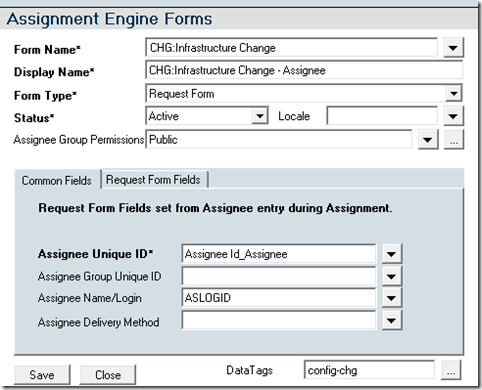 Assignment Engine Forms
Form Name* CHG:Infrastructure Change
Display Name* CHG:Infrastructure Change - Assignee
Form Type* Request Form
Status* Active Locale
Assignee Group Permissions Public ...
Common Fields Request Form Fields
Request Form Fields set from Assignee entry during Assignment.
Assignee Unique ID* Assignee Id_Assignee
Assignee Group Unique ID
Assignee Name/Login ASLOGID
Assignee Delivery Method
Save Close DataTags config-chg ...